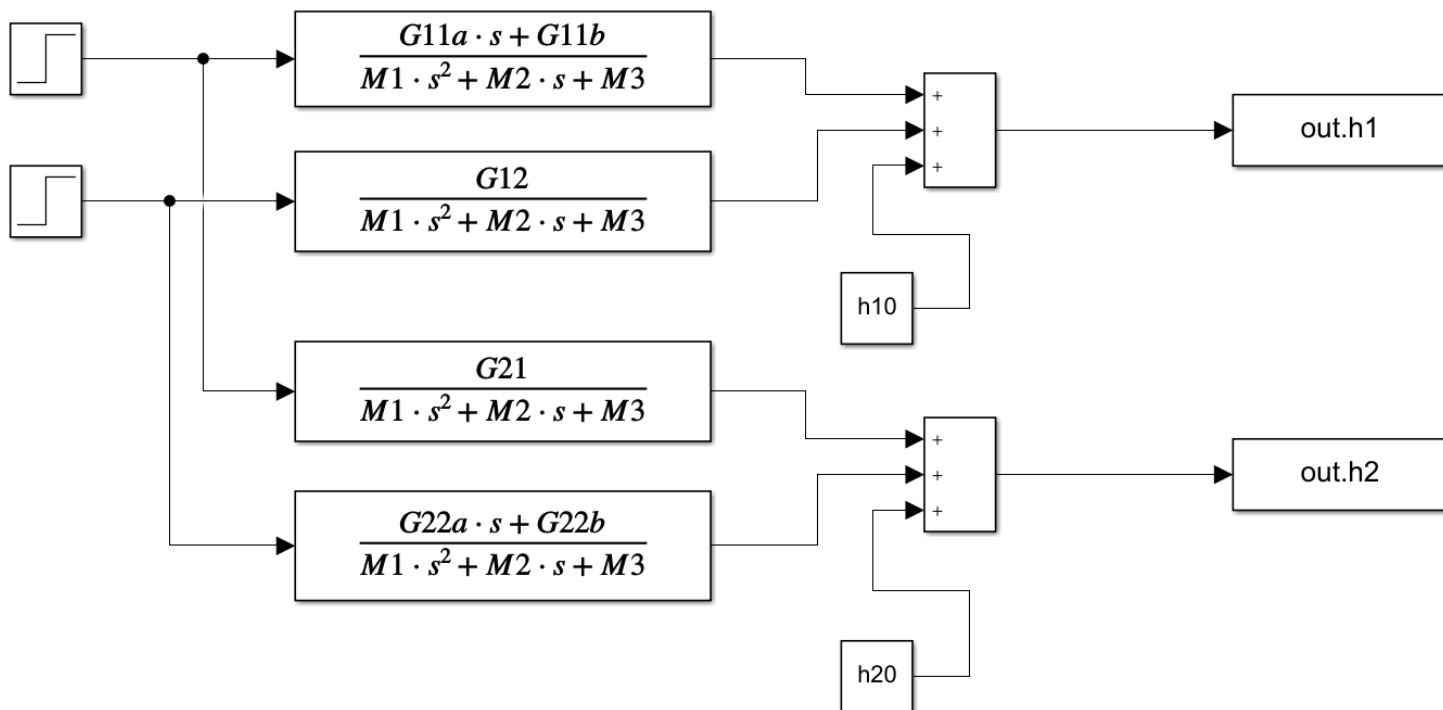 G11a · s + G11b
M1 · s² + M2 · s + M3
+
+
+
out.h1
G12
M1 · s² + M2 · s + M3
h10
G21
M1 · s² + M2 · s + M3
+
+
+
out.h2
G22a · s + G22b
M1 · s² + M2 · s + M3
h20